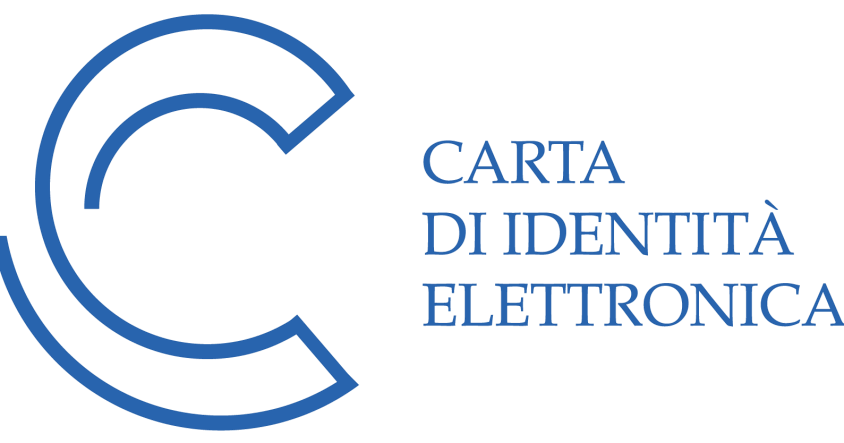 CARTA
DI IDENTITÀ
ELETTRONICA